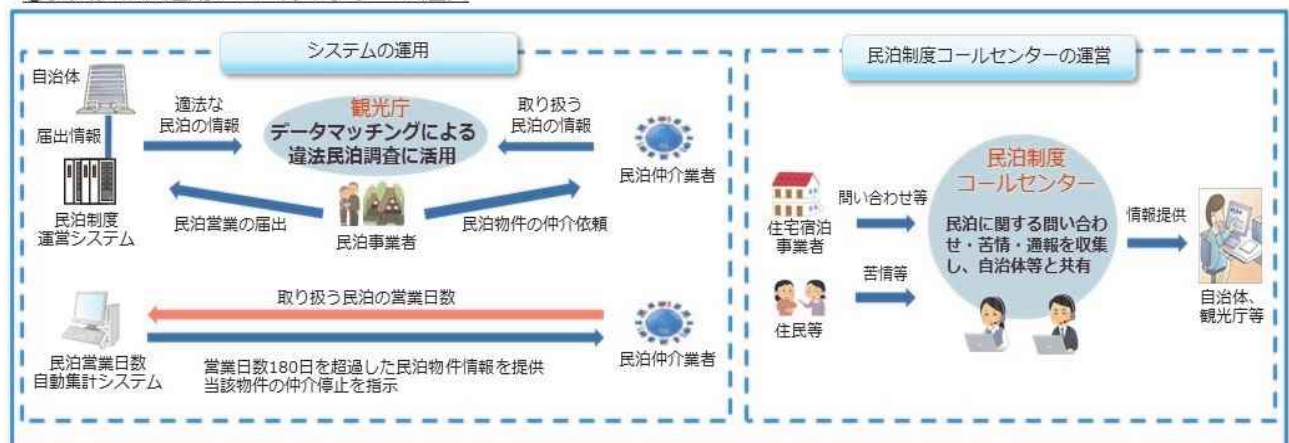 システムの運用
自治体
届出情報
民泊制度
運営システム
適法な
民泊の情報
観光庁
データマッチングによる
違法民泊調査に活用
取り扱う
民泊の情報
民泊仲介業者
民泊営業の届出
民泊事業者
民泊物件の仲介依頼
取り扱う民泊の営業日数
民泊営業日数
自動集計システム
営業日数180日を超過した民泊物件情報を提供
当該物件の仲介停止を指示
民泊仲介業者
民泊制度コールセンターの運営
住宅宿泊
事業者
問い合わせ等
住民等
苦情等
民泊制度
コールセンター
民泊に関する問い合わ
せ・苦情・通報を収集
し、自治体等と共有
情報提供
自治体、
観光庁等